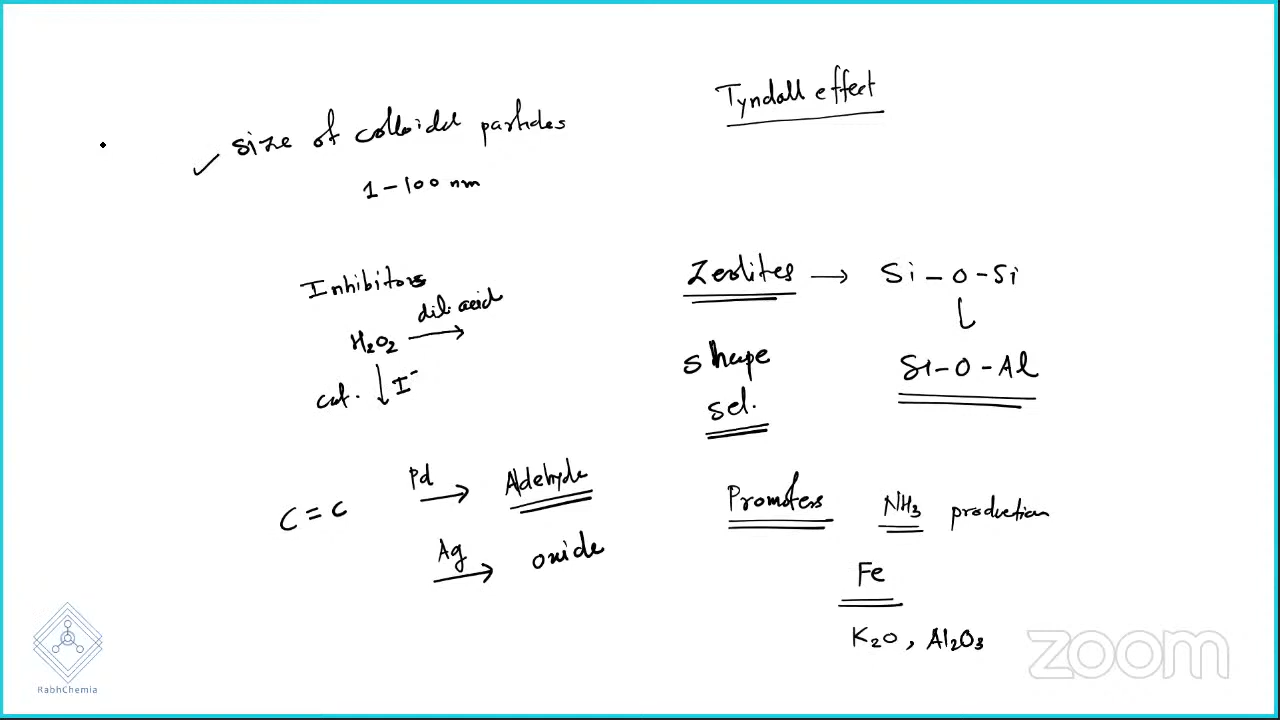 Tyndall effect
size of colloidal particles
1-100 nm
Inhibitors
H2O2 dil. acid →
cat. ↓ I-
Zeolites → Si-O-Si
↓
Si-O-Al
shape
sel.
C=C
Pd → Aldehyde
Ag → oxide
Promoters NH3 production
Fe
K2O, Al2O3
RabhChemia
zoom